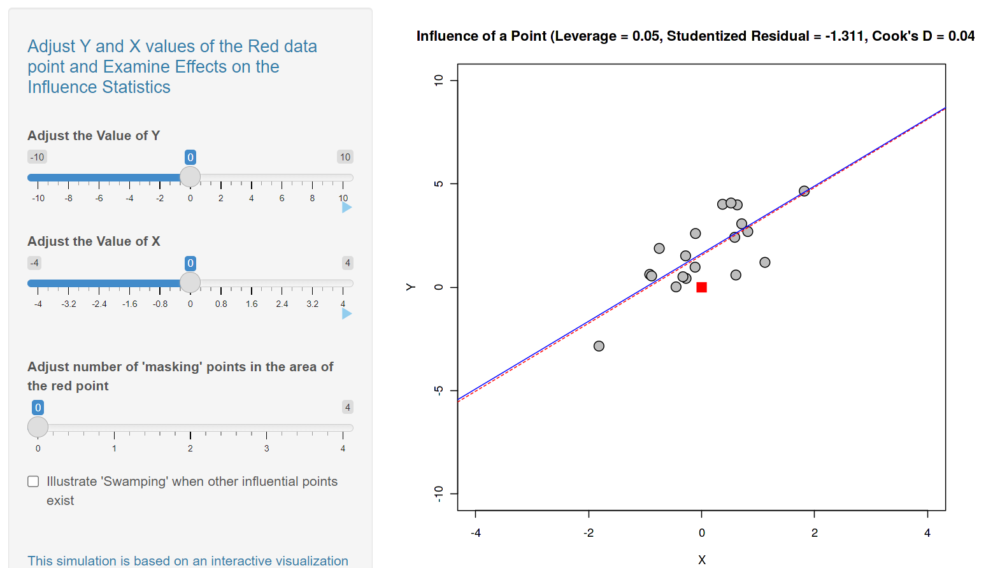 Adjust Y and X values of the Red data
point and Examine Effects on the
Influence Statistics
Adjust the Value of Y
-10 0 10
-10 -8 -6 -4 -2 0 2 4 6 8 10
Adjust the Value of X
-4 0 4
-4 -3.2 -2.4 -1.6 -0.8 0 0.8 1.6 2.4 3.2 4
Adjust number of 'masking' points in the area of
the red point
0 4
0 1 2 3 4
Illustrate 'Swamping' when other influential points
exist
This simulation is based on an interactive visualization
Influence of a Point (Leverage = 0.05, Studentized Residual = -1.311, Cook's D = 0.04
10
5
0
-5
-10
Y
-4 -2 0 2 4
X